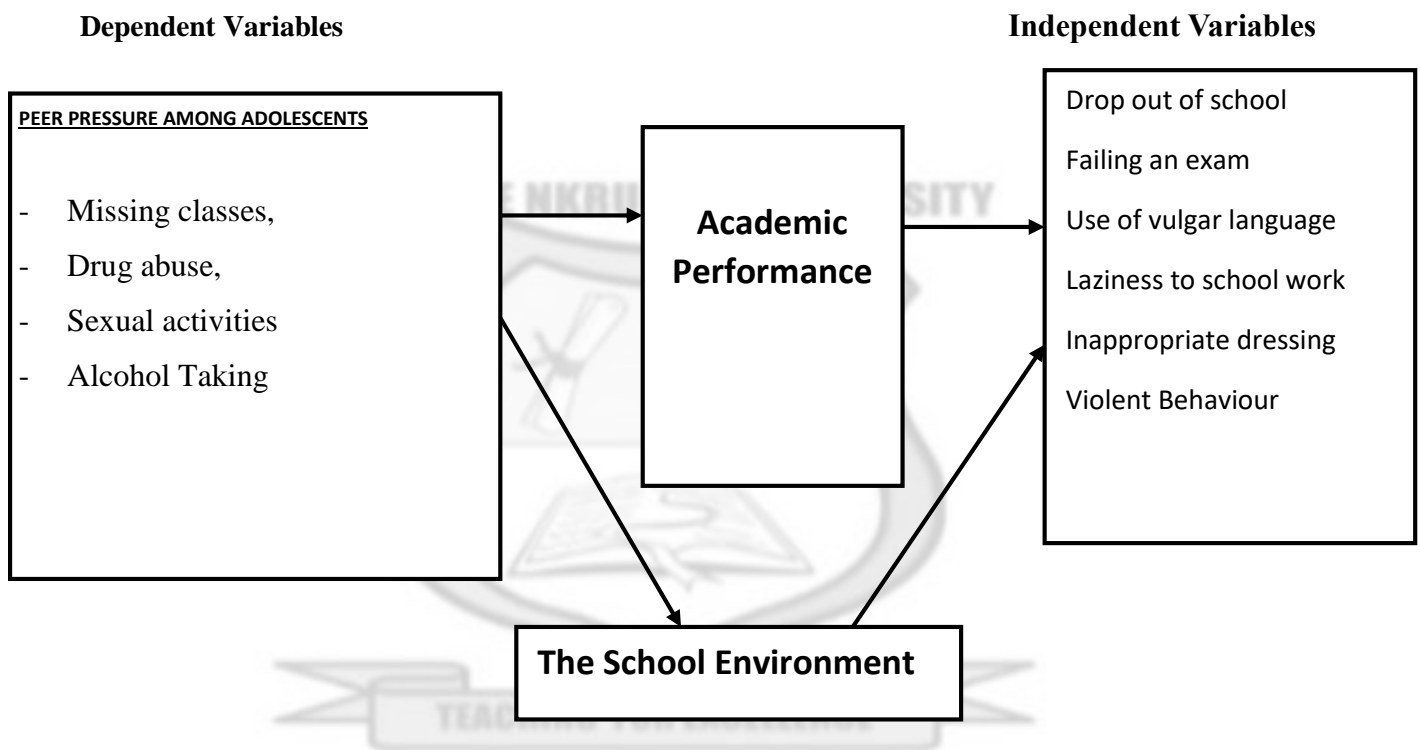 Dependent Variables
Independent Variables
PEER PRESSURE AMONG ADOLESCENTS
- Missing classes,
- Drug abuse,
- Sexual activities
- Alcohol Taking
Academic
Performance
Drop out of school
Failing an exam
Use of vulgar language
Laziness to school work
Inappropriate dressing
Violent Behaviour
The School Environment